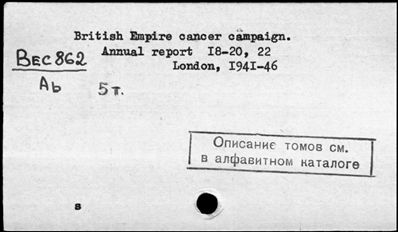 British Empire cancer campaign.
Annual report 18-20, 22
London, 1941-46
Bec 862
Ab
5 т.
Описание томов см.
в алфавитном каталоге
s